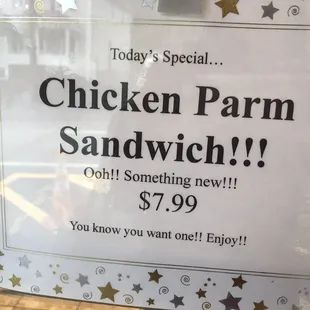 Today's Special...
Chicken Parm
Sandwich!!!
Ooh!! Something new!!!
$7.99
You know you want one!! Enjoy!!